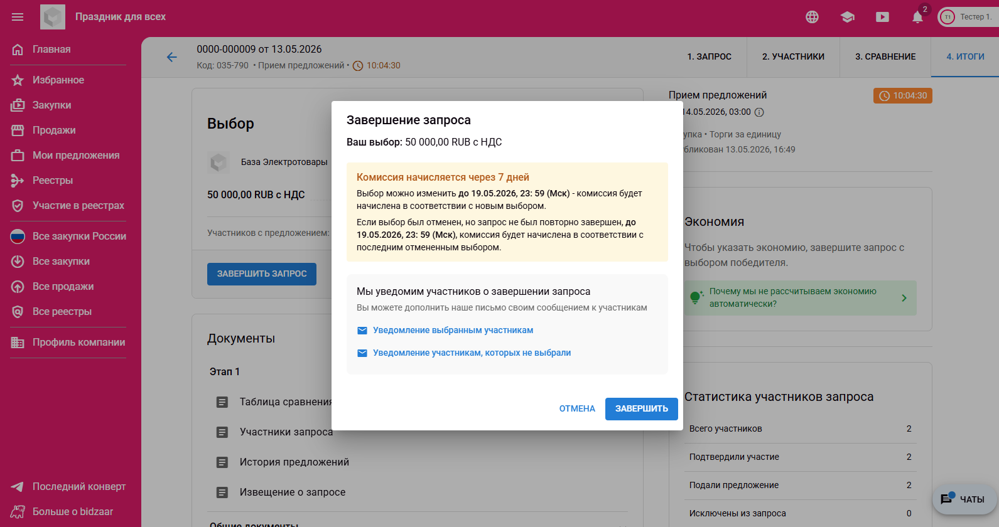 Праздник для всех
2
T1
Тестер 1.
Главная
Избранное
Закупки
Продажи
Мои предложения
Реестры
Участие в реестрах
Все закупки России
Все закупки
Все продажи
Все реестры
Профиль компании
Последний конверт
Больше о bidzaar
0000-000009 от 13.05.2026
Код: 035-790 • Прием предложений • 10:04:30
1. ЗАПРОС
2. УЧАСТНИКИ
3. СРАВНЕНИЕ
4. ИТОГИ
Выбор
База Электротовары
50 000,00 RUB с НДС
Участников с предложением:
ЗАВЕРШИТЬ ЗАПРОС
Документы
Этап 1
Таблица сравнения
Участники запроса
История предложений
Извещение о запросе
Общие документы
Завершение запроса
Ваш выбор: 50 000,00 RUB с НДС
Комиссия начисляется через 7 дней
Выбор можно изменить до 19.05.2026, 23: 59 (Мск) - комиссия будет
начислена в соответствии с новым выбором.
Если выбор был отменен, но запрос не был повторно завершен, до
19.05.2026, 23: 59 (Мск), комиссия будет начислена в соответствии с
последним отмененным выбором.
Мы уведомим участников о завершении запроса
Вы можете дополнить наше письмо своим сообщением к участникам
Уведомление выбранным участникам
Уведомление участникам, которых не выбрали
ОТМЕНА
ЗАВЕРШИТЬ
Прием предложений
10:04:30
14.05.2026, 03:00
упка • Торги за единицу
бликован 13.05.2026, 16:49
Экономия
Чтобы указать экономию, завершите запрос с
выбором победителя.
Почему мы не рассчитываем экономию
автоматически?
Статистика участников запроса
Всего участников 2
Подтвердили участие 2
Подали предложение 2
Исключены из запроса 0
ЧАТЫ